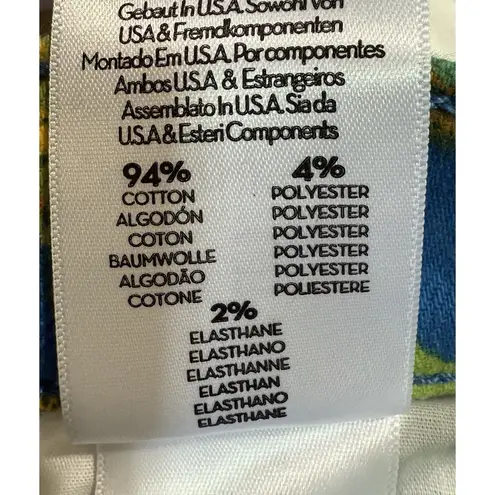 Gebaut In U.S.A. Sowohl von
USA & Fremdkomponenten
Montado Em U.S.A. Por componentes
Ambos U.S.A & Estrangeiros
Assemblato In U.S.A. Sia da
U.S.A & Esteri Components
94%
COTTON
ALGODÓN
COTON
BAUMWOLLE
ALGODÃO
COTONE
4%
POLYESTER
POLYESTER
POLYESTER
POLYESTER
POLYESTER
POLIESTERE
2%
ELASTHANE
ELASTHANO
ELASTHANNE
ELASTHAN
ELASTHANO
ELASTHANE